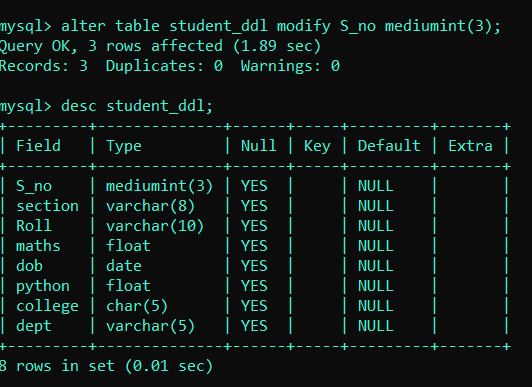 mysql> alter table student_ddl modify S_no mediumint(3);
Query OK, 3 rows affected (1.89 sec)
Records: 3  Duplicates: 0  Warnings: 0
mysql> desc student_ddl;
+---------+--------------+------+-----+---------+-------+
| Field   | Type         | Null | Key | Default | Extra |
+---------+--------------+------+-----+---------+-------+
| S_no    | mediumint(3) | YES  |     | NULL    |       |
| section | varchar(8)   | YES  |     | NULL    |       |
| Roll    | varchar(10)  | YES  |     | NULL    |       |
| maths   | float        | YES  |     | NULL    |       |
| dob     | date         | YES  |     | NULL    |       |
| python  | float        | YES  |     | NULL    |       |
| college | char(5)      | YES  |     | NULL    |       |
| dept    | varchar(5)   | YES  |     | NULL    |       |
+---------+--------------+------+-----+---------+-------+
8 rows in set (0.01 sec)